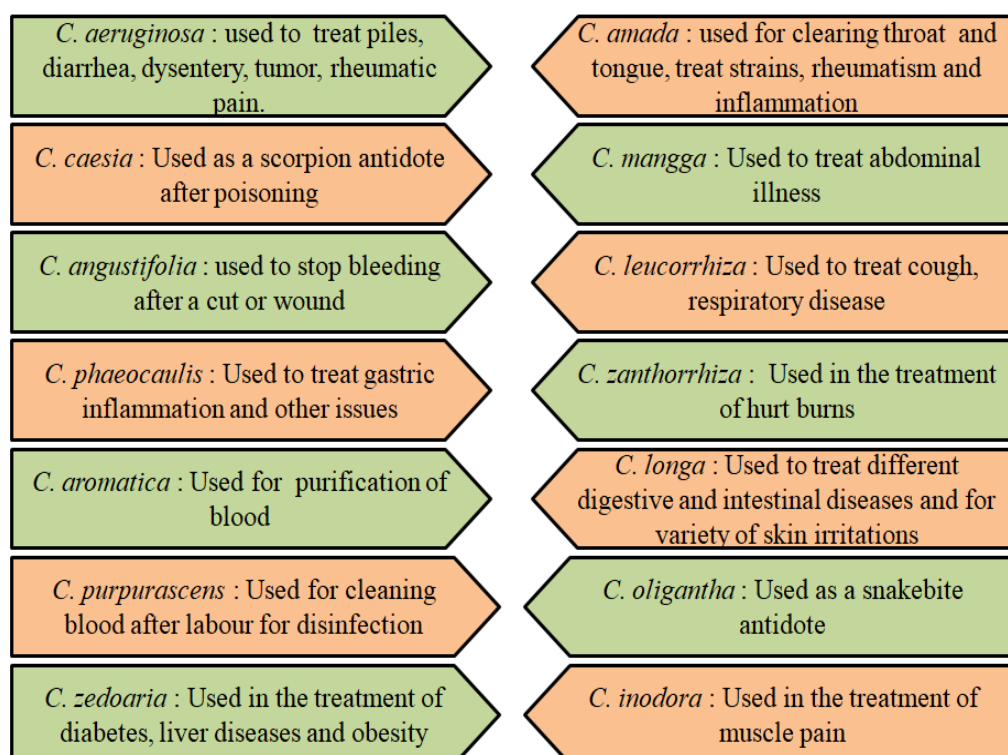 C. aeruginosa : used to treat piles,
diarrhea, dysentery, tumor, rheumatic
pain.
C. amada: used for clearing throat and
tongue, treat strains, rheumatism and
inflammation
C. caesia : Used as a scorpion antidote
after poisoning
C. mangga : Used to treat abdominal
illness
C. angustifolia : used to stop bleeding
after a cut or wound
C. leucorrhiza : Used to treat cough,
respiratory disease
C. phaeocaulis : Used to treat gastric
inflammation and other issues
C. zanthorrhiza : Used in the treatment
of hurt burns
C. aromatica : Used for purification of
blood
C. longa : Used to treat different
digestive and intestinal diseases and for
variety of skin irritations
C. purpurascens : Used for cleaning
blood after labour for disinfection
C. oligantha : Used as a snakebite
antidote
C. zedoaria : Used in the treatment of
diabetes, liver diseases and obesity
C. inodora : Used in the treatment of
muscle pain